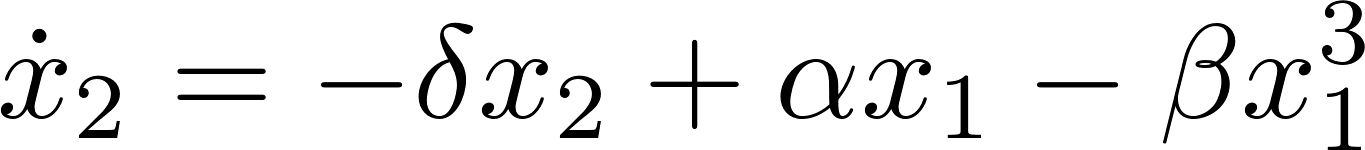 ẋ₂ = −δx₂ + αx₁ − βx₁³